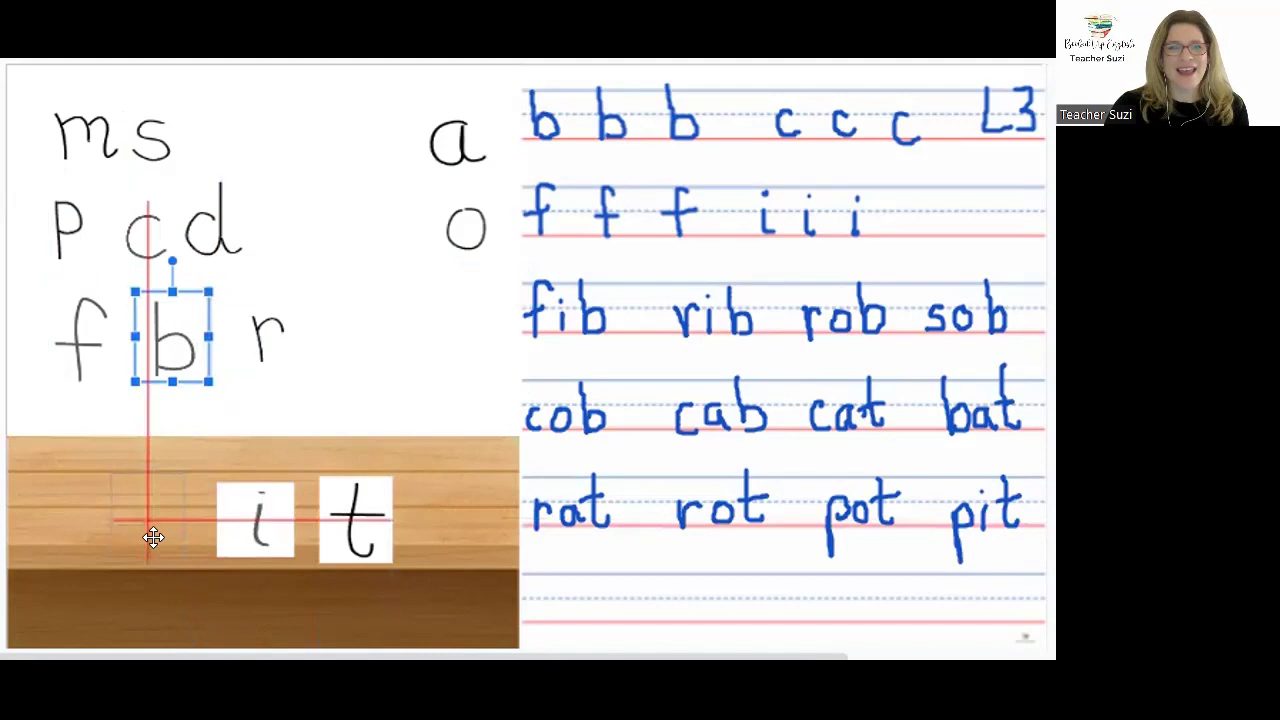 m s a
p c d o
f b r
i t
b b b c c c L3
f f f i i i
fib rib rob sob
cob cab cat bat
rat rot pot pit
Teacher Suzi
Teacher Suzi